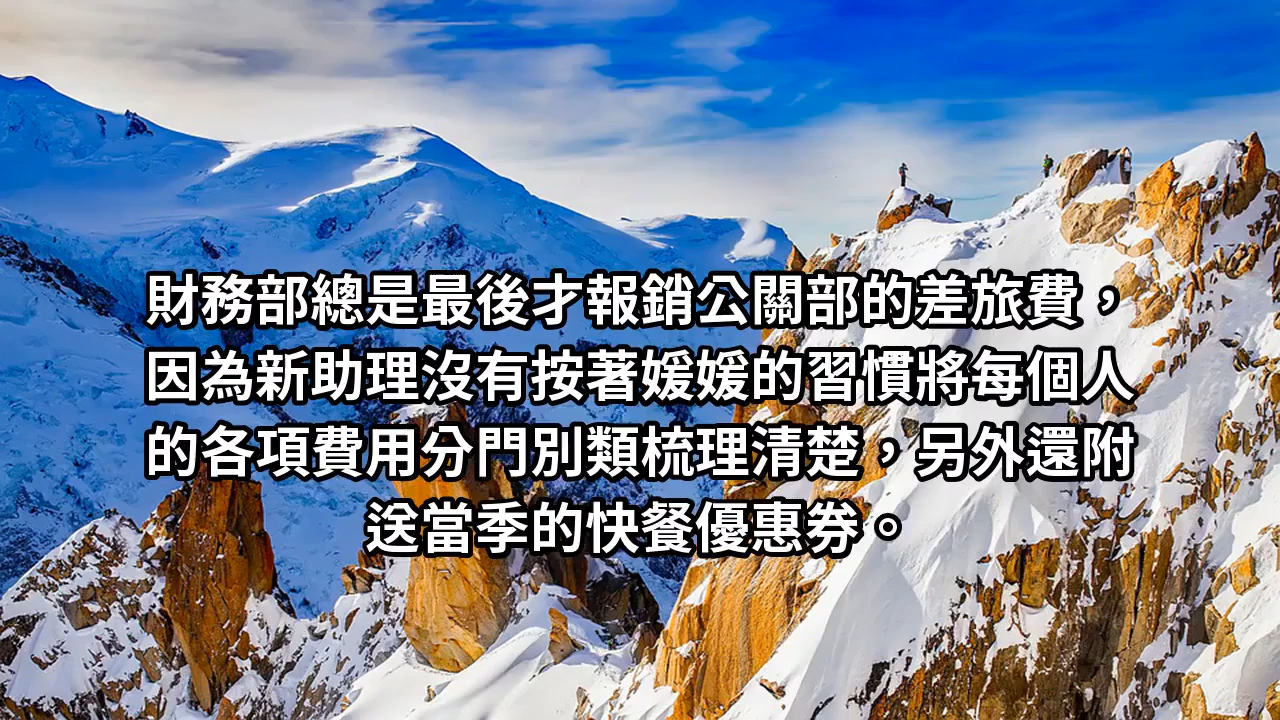 財務部總是最後才報銷公關部的差旅費，
因為新助理沒有按著媛媛的習慣將每個人
的各項費用分門別類梳理清楚，另外還附
送當季的快餐優惠券。